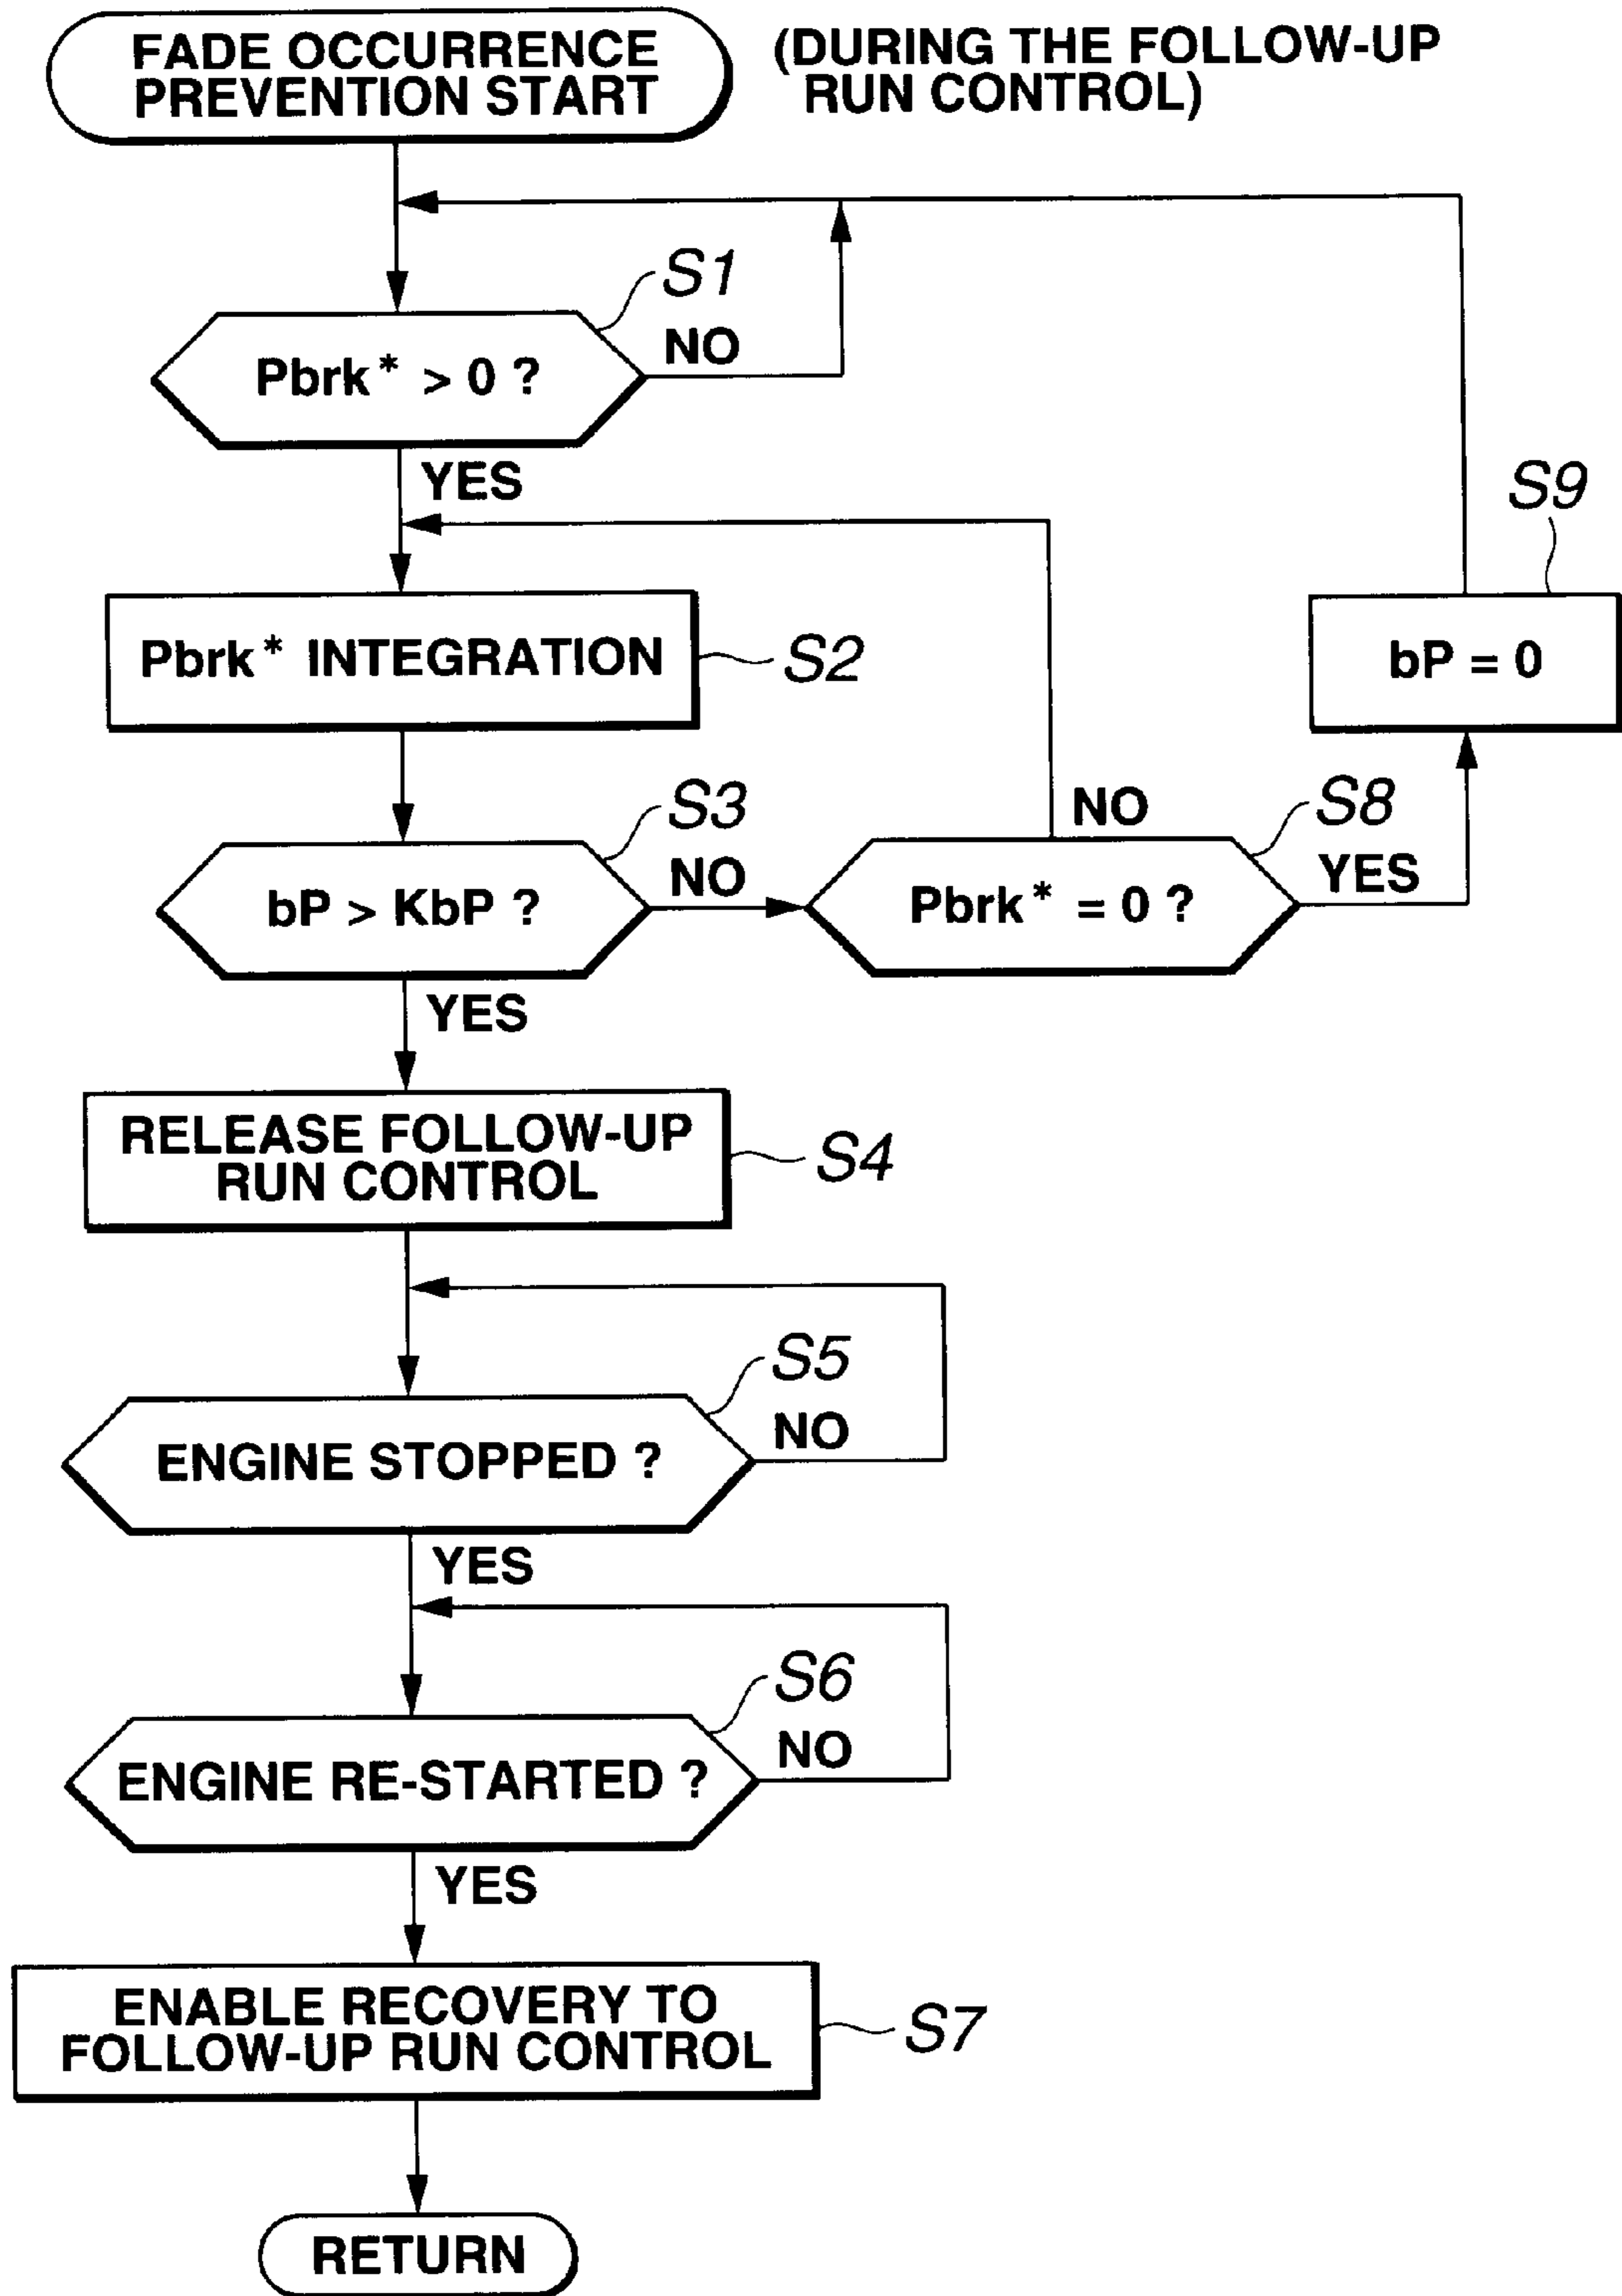 FADE OCCURRENCE
PREVENTION START
(DURING THE FOLLOW-UP
RUN CONTROL)
S1
Pbrk* > 0 ?
NO
YES
S9
Pbrk* INTEGRATION
S2
bP = 0
S3
bP > KbP ?
NO
NO
S8
Pbrk* = 0 ?
YES
YES
RELEASE FOLLOW-UP
RUN CONTROL
S4
S5
ENGINE STOPPED ?
NO
YES
S6
ENGINE RE-STARTED ?
NO
YES
ENABLE RECOVERY TO
FOLLOW-UP RUN CONTROL
S7
RETURN